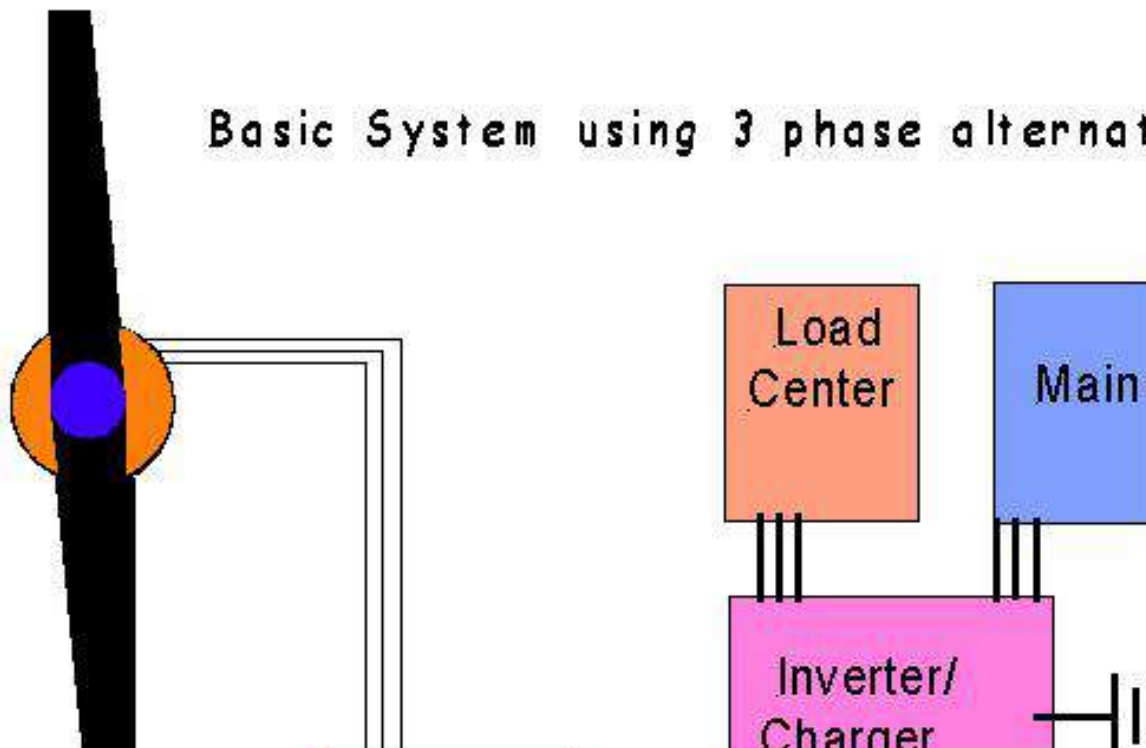 Basic System using 3 phase alternat
Load
Center
Main
Inverter/
Charger